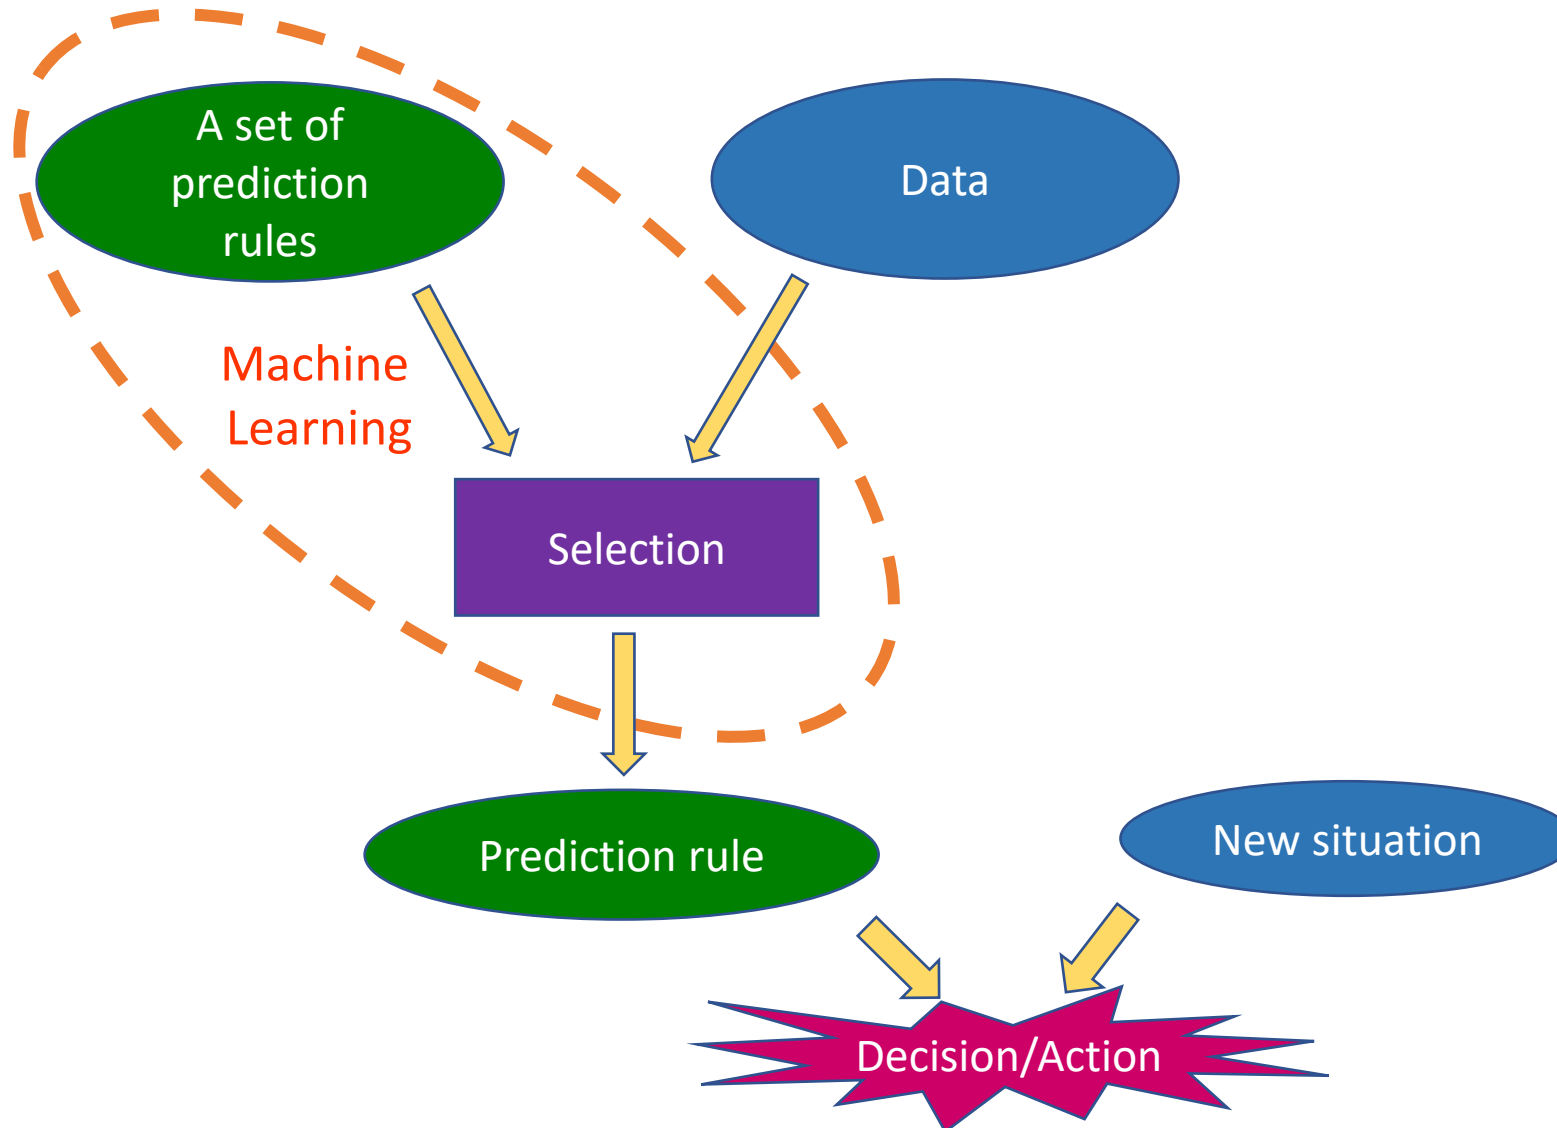 A set of
prediction
rules
Data
Machine
Learning
Selection
Prediction rule
New situation
Decision/Action